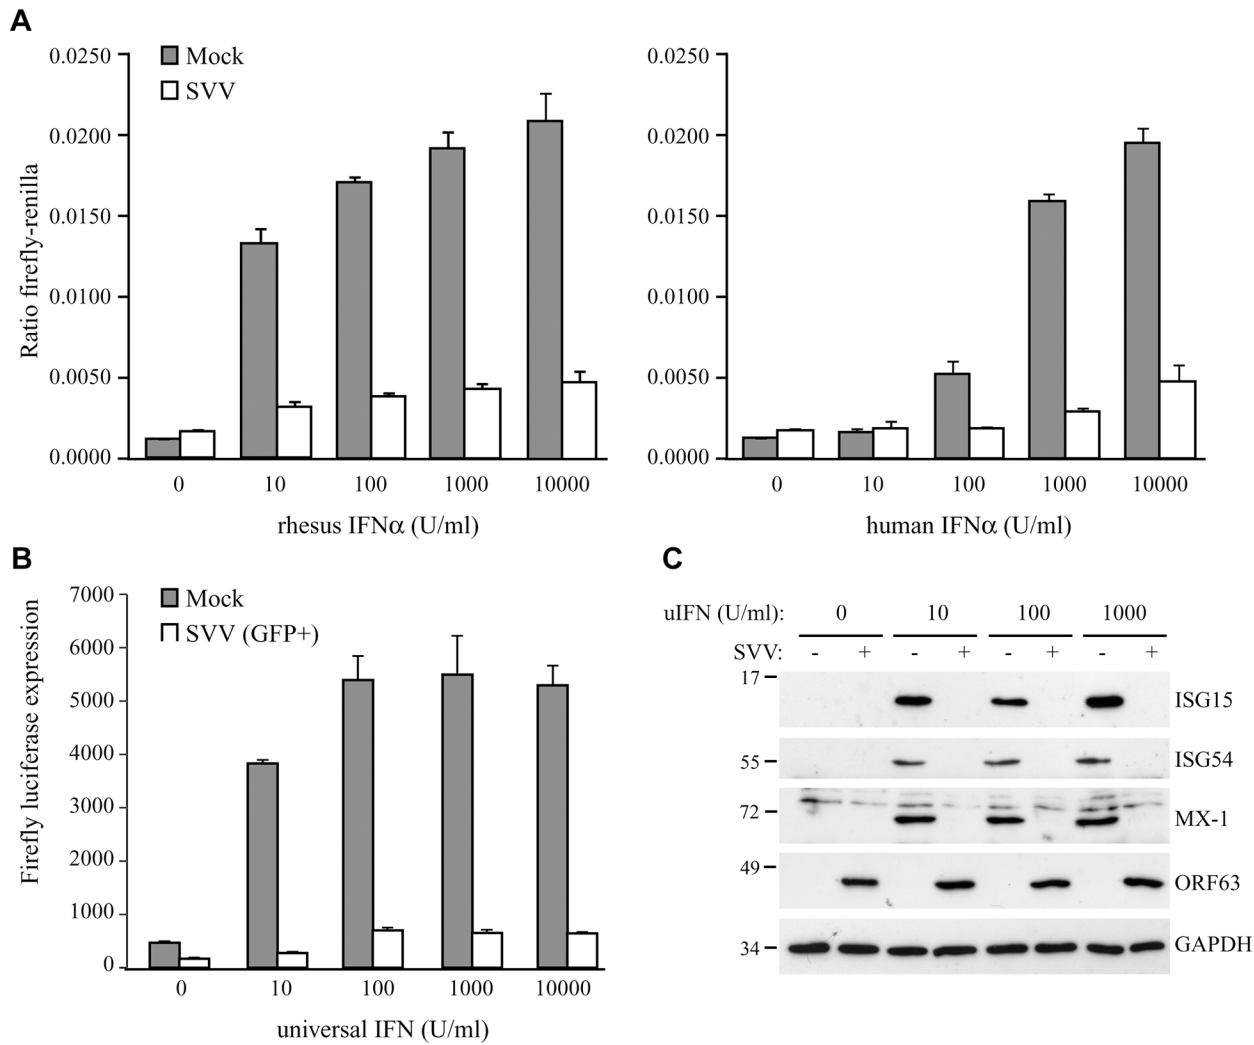 A
Ratio firefly-renilla
0.0250
0.0200
0.0150
0.0100
0.0050
0.0000
Mock
SVV
0 10 100 1000 10000
rhesus IFNα (U/ml)
0.0250
0.0200
0.0150
0.0100
0.0050
0.0000
0 10 100 1000 10000
human IFNα (U/ml)
B
Firefly luciferase expression
7000
6000
5000
4000
3000
2000
1000
0
Mock
SVV (GFP+)
0 10 100 1000 10000
universal IFN (U/ml)
C
uIFN (U/ml): 0 10 100 1000
SVV: - + - + - + - +
17 ISG15
55 ISG54
72 MX-1
49 ORF63
34 GAPDH